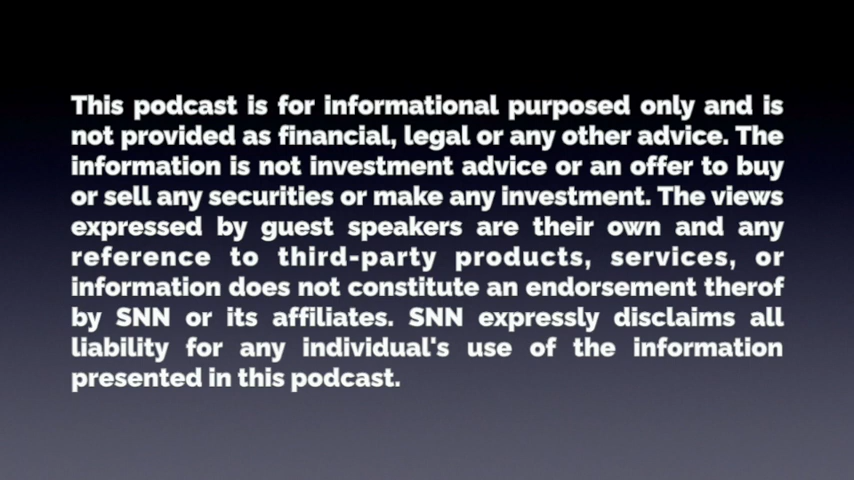 This podcast is for informational purposed only and is
not provided as financial, legal or any other advice. The
information is not investment advice or an offer to buy
or sell any securities or make any investment. The views
expressed by guest speakers are their own and any
reference to third-party products, services, or
information does not constitute an endorsement therof
by SNN or its affiliates. SNN expressly disclaims all
liability for any individual's use of the information
presented in this podcast.